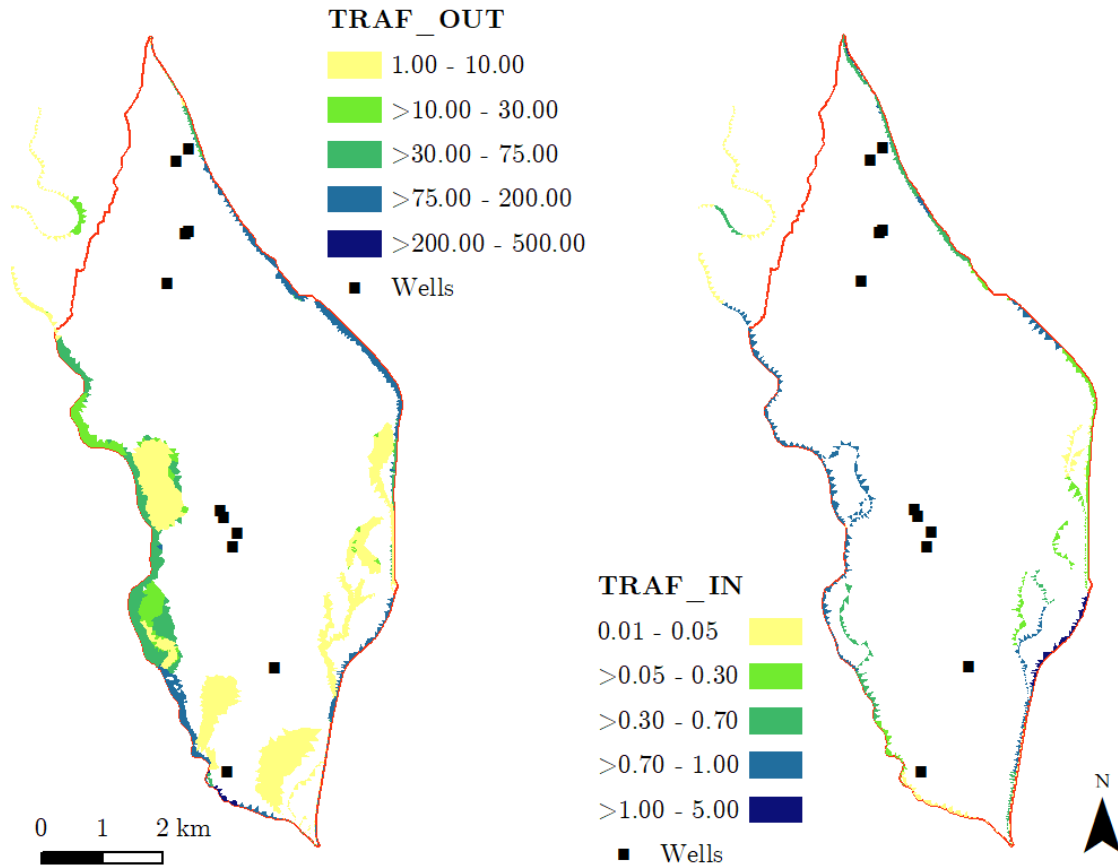 TRAF_OUT
1.00 - 10.00
>10.00 - 30.00
>30.00 - 75.00
>75.00 - 200.00
>200.00 - 500.00
Wells
0 1 2 km
TRAF_IN
0.01 - 0.05
>0.05 - 0.30
>0.30 - 0.70
>0.70 - 1.00
>1.00 - 5.00
Wells
N